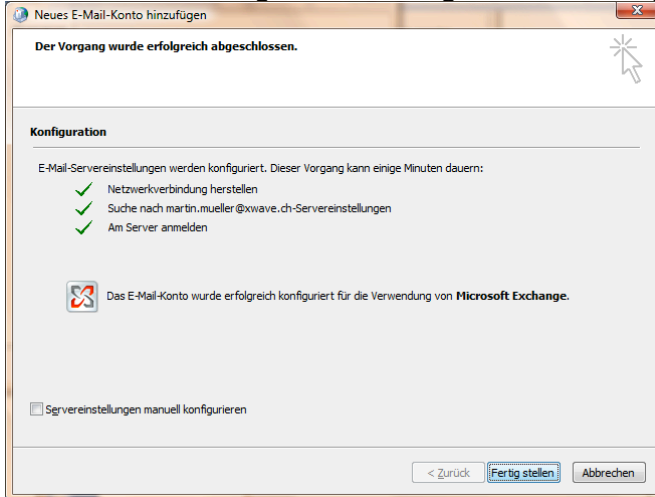 Neues E-Mail-Konto hinzufügen
Der Vorgang wurde erfolgreich abgeschlossen.
Konfiguration
E-Mail-Servereinstellungen werden konfiguriert. Dieser Vorgang kann einige Minuten dauern:
Netzwerkverbindung herstellen
Suche nach martin.mueller@xwave.ch-Servereinstellungen
Am Server anmelden
Das E-Mail-Konto wurde erfolgreich konfiguriert für die Verwendung von Microsoft Exchange.
Servereinstellungen manuell konfigurieren
< Zurück Fertig stellen Abbrechen